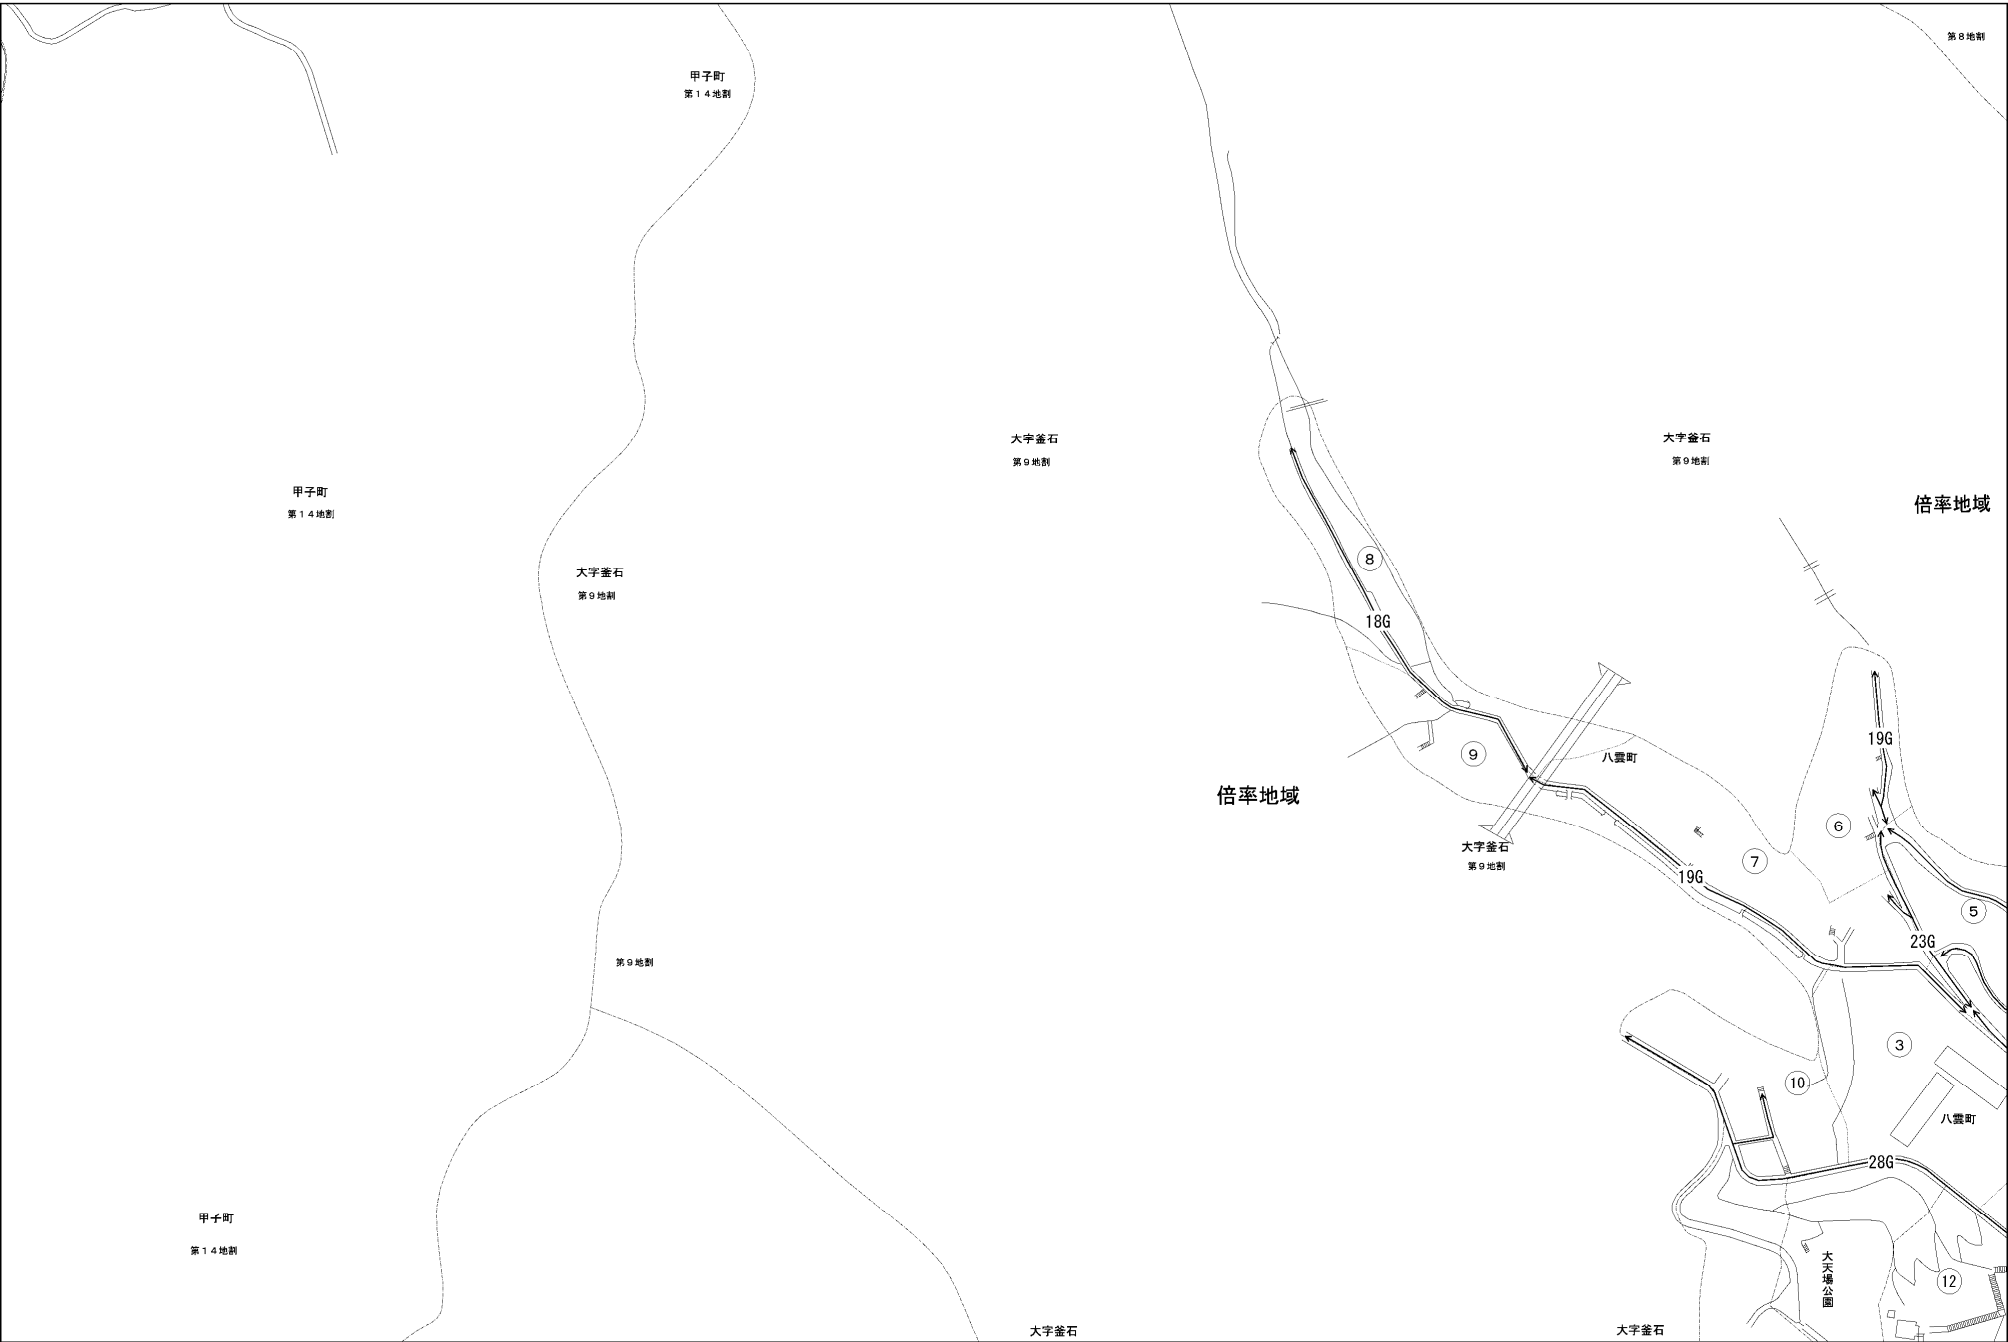 第8地割
甲子町
第14地割
大字釜石
第9地割
大字釜石
第9地割
甲子町
第14地割
倍率地域
大字釜石
第9地割
8
18G
19G
9
八雲町
倍率地域
6
大字釜石
第9地割
7
19G
5
23G
第9地割
3
10
八雲町
28G
甲子町
第14地割
大天場公園
12
大字釜石
大字釜石